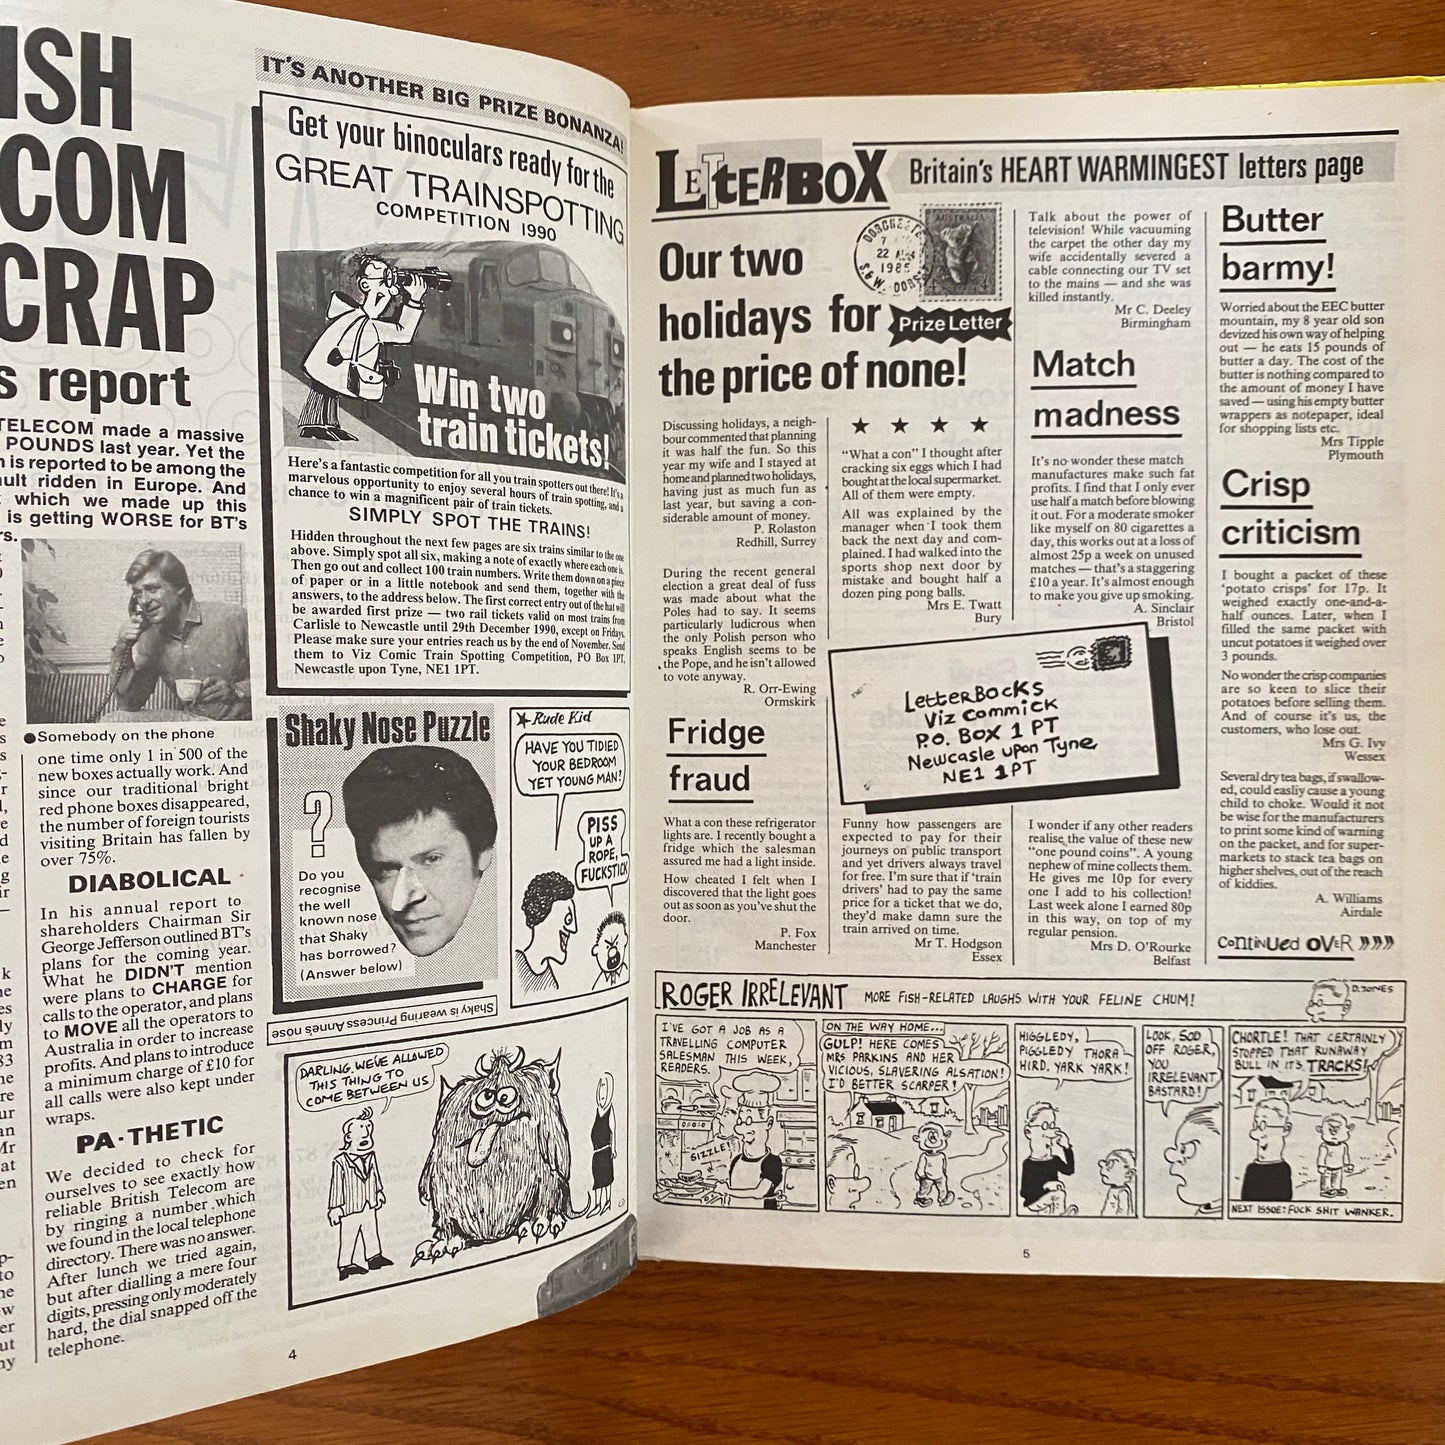 ISH
COM
CRAP
s report
TELECOM made a massive
POUNDS last year. Yet the
is reported to be among the
ault ridden in Europe. And
which we made up this
is getting WORSE for BT's
rs.
●Somebody on the phone
one time only 1 in 500 of the
new boxes actually work. And
since our traditional bright
red phone boxes disappeared,
the number of foreign tourists
visiting Britain has fallen by
over 75%.
DIABOLICAL
In his annual report to
shareholders Chairman Sir
George Jefferson outlined BT's
plans for the coming year.
What he DIDN'T mention
were plans to CHARGE for
calls to the operator, and plans
to MOVE all the operators to
Australia in order to increase
profits. And plans to introduce
a minimum charge of £10 for
all calls were also kept under
wraps.
PA-THETIC
We decided to check for
ourselves to see exactly how
reliable British Telecom are
by ringing a number which
we found in the local telephone
directory. There was no answer.
After lunch we tried again,
but after dialling a mere four
digits, pressing only moderately
hard, the dial snapped off the
telephone.
IT'S ANOTHER BIG PRIZE BONANZA!
Get your binoculars ready for the
GREAT TRAINSPOTTING
COMPETITION 1990
Win two
train tickets!
Here's a fantastic competition for all you train spotters out there! It's a
marvelous opportunity to enjoy several hours of train spotting, and a
chance to win a magnificent pair of train tickets.
SIMPLY SPOT THE TRAINS!
Hidden throughout the next few pages are six trains similar to the one
above. Simply spot all six, making a note of exactly where each one is.
Then go out and collect 100 train numbers. Write them down on a piece
of paper or in a little notebook and send them, together with the
answers, to the address below. The first correct entry out of the hat will
be awarded first prize — two rail tickets valid on most trains from
Carlisle to Newcastle until 29th December 1990, except on Fridays.
Please make sure your entries reach us by the end of November. Send
them to Viz Comic Train Spotting Competition, PO Box 1PT,
Newcastle upon Tyne, NE1 1PT.
Shaky Nose Puzzle
?
Do you
recognise
the well
known nose
that Shaky
has borrowed?
(Answer below)
Shaky is wearing Princess Anne's nose
★ Rude Kid
HAVE YOU TIDIED
YOUR BEDROOM
YET YOUNG MAN!
PISS
UP A
ROPE,
FUCKSTICK
DARLING, WE'VE ALLOWED
THIS THING TO
COME BETWEEN US
4
LETTERBOX
Britain's HEART WARMINGEST letters page
Our two
holidays for
the price of none!
Prize Letter
DORCHESTE
22
1985
S.&W. DORSET
AUSTRALIA
4 4
Discussing holidays, a neigh-
bour commented that planning
it was half the fun. So this
year my wife and I stayed at
home and planned two holidays,
having just as much fun as
last year, but saving a con-
siderable amount of money.
P. Rolaston
Redhill, Surrey
During the recent general
election a great deal of fuss
was made about what the
Poles had to say. It seems
particularly ludicrous when
the only Polish person who
speaks English seems to be
the Pope, and he isn't allowed
to vote anyway.
R. Orr-Ewing
Ormskirk
Fridge
fraud
What a con these refrigerator
lights are. I recently bought a
fridge which the salesman
assured me had a light inside.
How cheated I felt when I
discovered that the light goes
out as soon as you've shut the
door.
P. Fox
Manchester
★ ★ ★ ★
“What a con” I thought after
cracking six eggs which I had
bought at the local supermarket.
All of them were empty.
All was explained by the
manager when I took them
back the next day and com-
plained. I had walked into the
sports shop next door by
mistake and bought half a
dozen ping pong balls.
Mrs E. Twatt
Bury
LetterBocks
Viz Commick
P.O. Box 1 PT
Newcasle upon Tyne
NE1 1PT
Funny how passengers are
expected to pay for their
journeys on public transport
and yet drivers always travel
for free. I'm sure if 'train
drivers' had to pay the same
price for a ticket that we do,
they'd make damn sure the
train arrived on time.
Mr T. Hodgson
Essex
Talk about the power of
television! While vacuuming
the carpet the other day my
wife accidentally severed a
cable connecting our TV set
to the mains — and she was
killed instantly.
Mr C. Deeley
Birmingham
Match
madness
It's no wonder these match
manufactures make such fat
profits. I find that I only ever
use half a match before blowing
it out. For a moderate smoker
like myself on 80 cigarettes a
day, this works out at a loss of
almost 25p a week on unused
matches — that's a staggering
£10 a year. It's almost enough
to make you give up smoking.
A. Sinclair
Bristol
I wonder if any other readers
realise the value of these new
“one pound coins”. A young
nephew of mine collects them.
He gives me 10p for every
one I add to his collection!
Last week alone I earned 80p
in this way, on top of my
regular pension.
Mrs D. O'Rourke
Belfast
Butter
barmy!
Worried about the EEC butter
mountain, my 8 year old son
devized his own way of helping
out — he eats 15 pounds of
butter a day. The cost of the
butter is nothing compared to
the amount of money I have
saved — using his empty butter
wrappers as notepaper, ideal
for shopping lists etc.
Mrs Tipple
Plymouth
Crisp
criticism
I bought a packet of these
'potato crisps' for 17p. It
weighed exactly one-and-a-
half ounces. Later, when I
filled the same packet with
uncut potatoes it weighed over
3 pounds.
No wonder the crisp companies
are so keen to slice their
potatoes before selling them.
And of course it's us, the
customers, who lose out.
Mrs G. Ivy
Wessex
Several dry tea bags, if swallow-
ed, could easliy cause a young
child to choke. Would it not
be wise for the manufacturers
to print some kind of warning
on the packet, and for super-
markets to stack tea bags on
higher shelves, out of the reach
of kiddies.
A. Williams
Airdale
Continued OVER »»»
ROGER IRRELEVANT MORE FISH-RELATED LAUGHS WITH YOUR FELINE CHUM!
D. JONES
I'VE GOT A JOB AS A
TRAVELLING COMPUTER
SALESMAN THIS WEEK,
READERS.
SIZZLE!
ON THE WAY HOME...
GULP! HERE COMES
MRS PARKINS AND HER
VICIOUS, SLAVERING ALSATION!
I'D BETTER SCARPER!
HIGGLEDY,
PIGGLEDY THORA
HIRD, YARK YARK!
LOOK, SOD
OFF ROGER,
YOU
IRRELEVANT
BASTARD!
CHORTLE! THAT CERTAINLY
STOPPED THAT RUNAWAY
BULL IN ITS TRACKS!
NEXT ISSUE: FUCK SHIT WANKER.
5